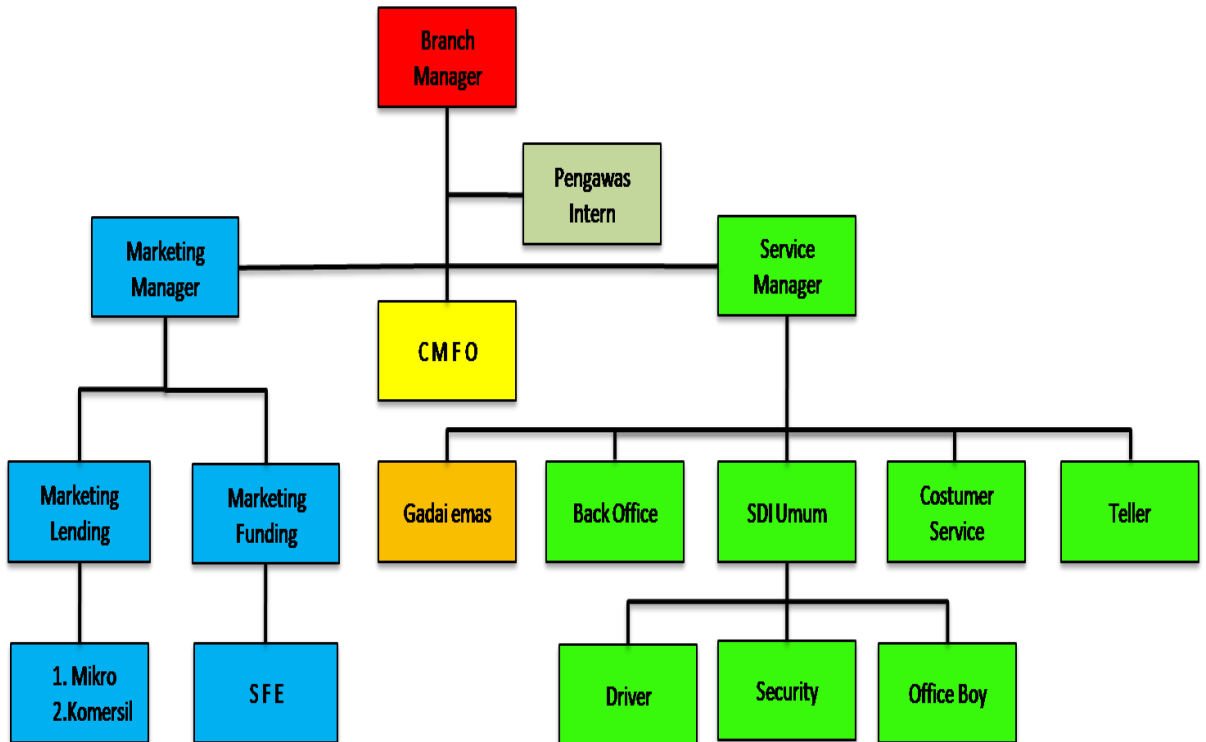 Branch
Manager
Pengawas
Intern
Marketing
Manager
Service
Manager
C M F O
Marketing
Lending
Marketing
Funding
Gadai emas
Back Office
SDI Umum
Costumer
Service
Teller
1. Mikro
2.Komersil
S F E
Driver
Security
Office Boy